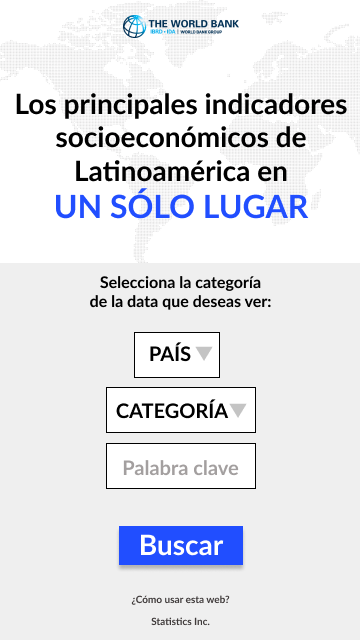 THE WORLD BANK
IBRD • IDA | WORLD BANK GROUP
Los principales indicadores
socioeconómicos de
Latinoamérica en
UN SÓLO LUGAR
Selecciona la categoría
de la data que deseas ver:
PAÍS
CATEGORÍA
Palabra clave
Buscar
¿Cómo usar esta web?
Statistics Inc.